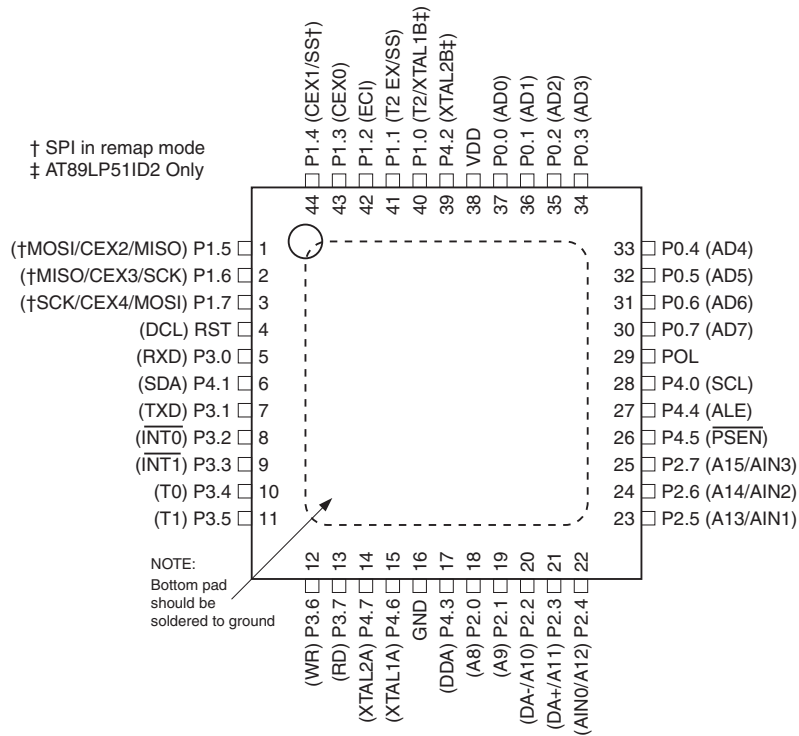 † SPI in remap mode
‡ AT89LP51ID2 Only
P1.4 (CEX1/SS†)
P1.3 (CEX0)
P1.2 (ECI)
P1.1 (T2 EX/SS)
P1.0 (T2/XTAL1B‡)
P4.2 (XTAL2B‡)
VDD
P0.0 (AD0)
P0.1 (AD1)
P0.2 (AD2)
P0.3 (AD3)
44
43
42
41
40
39
38
37
36
35
34
(†MOSI/CEX2/MISO) P1.5 1
(†MISO/CEX3/SCK) P1.6 2
(†SCK/CEX4/MOSI) P1.7 3
(DCL) RST 4
(RXD) P3.0 5
(SDA) P4.1 6
(TXD) P3.1 7
(INT0) P3.2 8
(INT1) P3.3 9
(T0) P3.4 10
(T1) P3.5 11
33 P0.4 (AD4)
32 P0.5 (AD5)
31 P0.6 (AD6)
30 P0.7 (AD7)
29 POL
28 P4.0 (SCL)
27 P4.4 (ALE)
26 P4.5 (PSEN)
25 P2.7 (A15/AIN3)
24 P2.6 (A14/AIN2)
23 P2.5 (A13/AIN1)
NOTE:
Bottom pad
should be
soldered to ground
12
13
14
15
16
17
18
19
20
21
22
(WR) P3.6
(RD) P3.7
(XTAL2A) P4.7
(XTAL1A) P4.6
GND
(DDA) P4.3
(A8) P2.0
(A9) P2.1
(DA-/A10) P2.2
(DA+/A11) P2.3
(AIN0/A12) P2.4